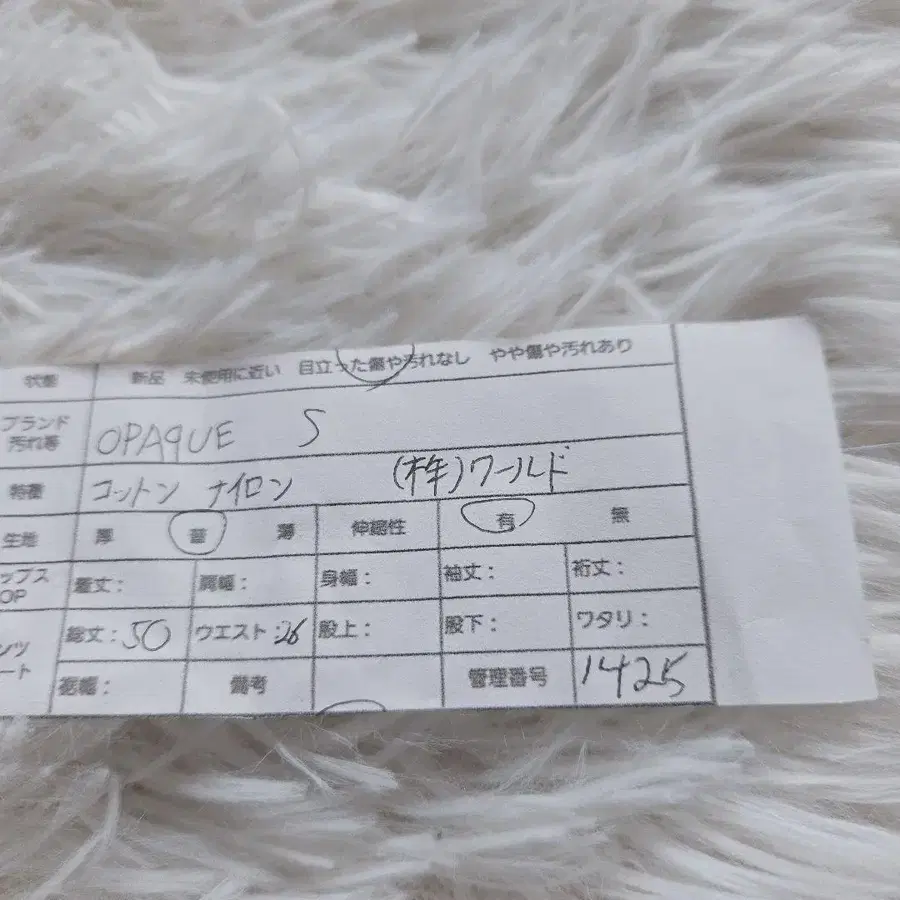 状態 新品 未使用に近い 目立った傷や汚れなし やや傷や汚れあり
ブランド
汚れ等 OPAqUE S
特徴 コットン ナイロン (株)ワールド
生地 厚 普 薄 伸縮性 有 無
ップス
OP 着丈: 肩幅: 身幅: 袖丈: 裄丈:
ンツ
ート 総丈:50 ウエスト:26 股上: 股下: ワタリ:
裾幅: 備考 管理番号 1425